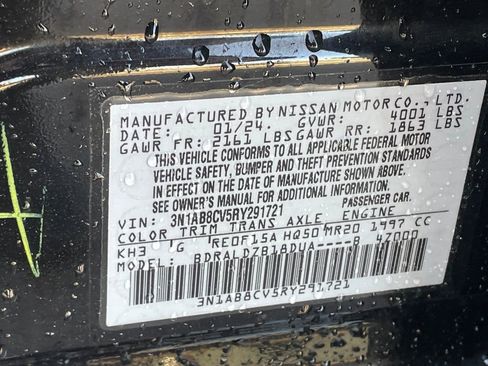 MANUFACTURED BY NISSAN MOTOR CO., LTD.
DATE: 01/24 GVWR: 4001 LBS
GAWR FR: 2161 LBS GAWR RR: 1863 LBS
THIS VEHICLE CONFORMS TO ALL APPLICABLE FEDERAL MOTOR
VEHICLE SAFETY, BUMPER AND THEFT PREVENTION STANDARDS
IN EFFECT ON THE DATE OF MANUFACTURE SHOWN ABOVE.
SEE OWNER'S MANUAL FOR ADDITIONAL INFORMATION.
VIN: 3N1AB8CV5RY291721 PASSENGER CAR
COLOR TRIM TRANS AXLE ENGINE
KH3 G RE0F15A HQ50 MR20 1997 CC
BDRALDZB18DUA----B 47000
3N1AB8CV5RY291721